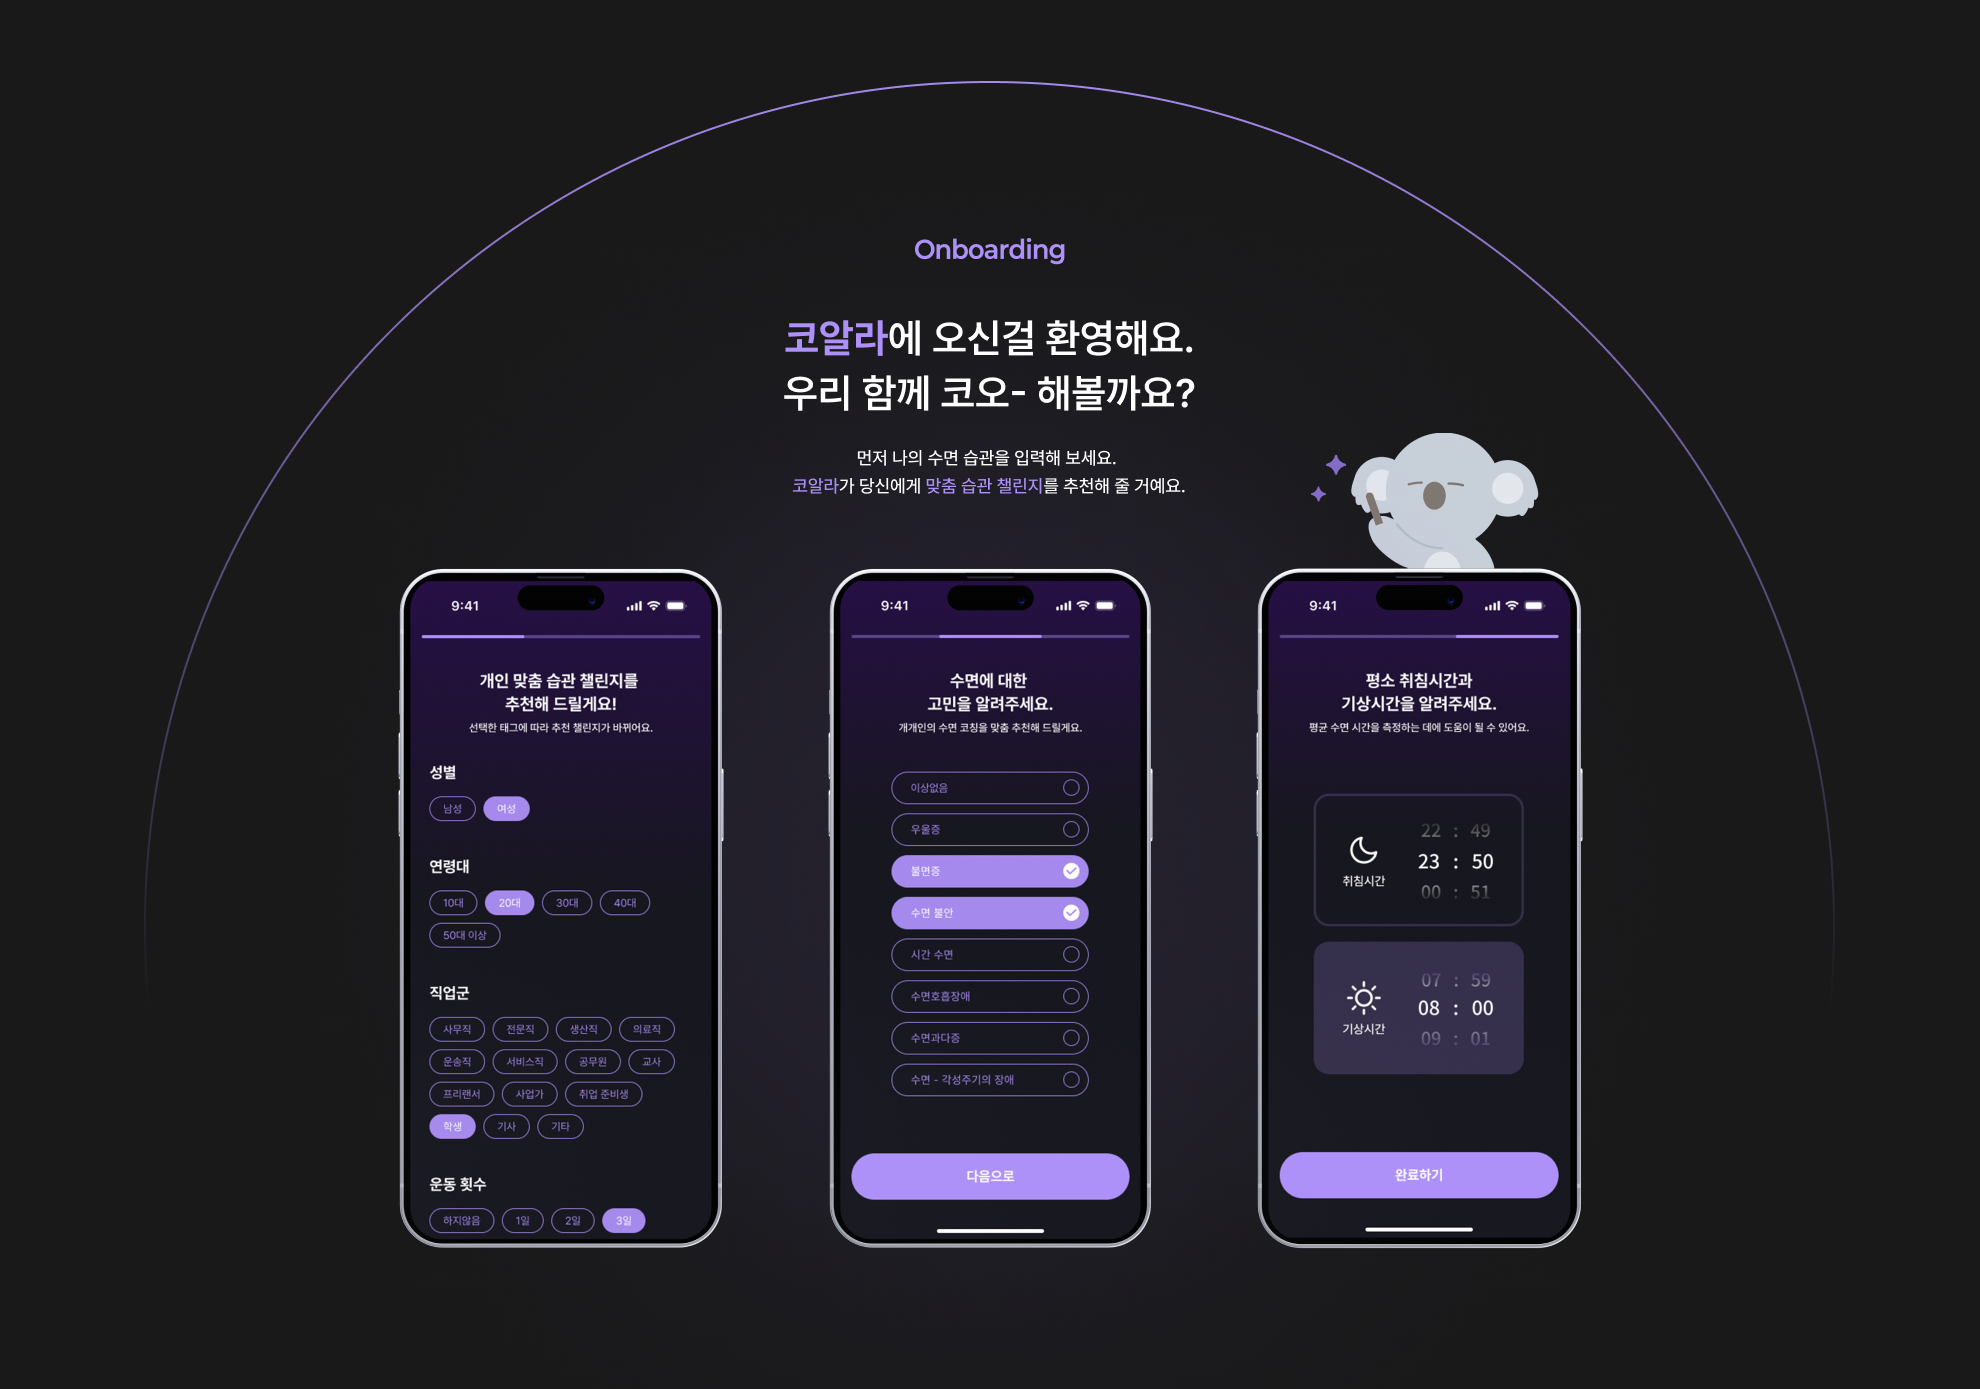 Onboarding
코알라에 오신걸 환영해요.
우리 함께 코오- 해볼까요?
먼저 나의 수면 습관을 입력해 보세요.
코알라가 당신에게 맞춤 습관 챌린지를 추천해 줄 거예요.
9:41
개인 맞춤 습관 챌린지를
추천해 드릴게요!
선택한 태그에 따라 추천 챌린지가 바뀌어요.
성별
남성 여성
연령대
10대 20대 30대 40대
50대 이상
직업군
사무직 전문직 생산직 의료직
운송직 서비스직 공무원 교사
프리랜서 사업가 취업 준비생
학생 기사 기타
운동 횟수
하지않음 1일 2일 3일
9:41
수면에 대한
고민을 알려주세요.
개개인의 수면 코칭을 맞춤 추천해 드릴게요.
이상없음
우울증
불면증
수면 불안
시간 수면
수면호흡장애
수면과다증
수면 - 각성주기의 장애
다음으로
9:41
평소 취침시간과
기상시간을 알려주세요.
평균 수면 시간을 측정하는 데에 도움이 될 수 있어요.
22 : 49
23 : 50
00 : 51
취침시간
07 : 59
08 : 00
09 : 01
기상시간
완료하기